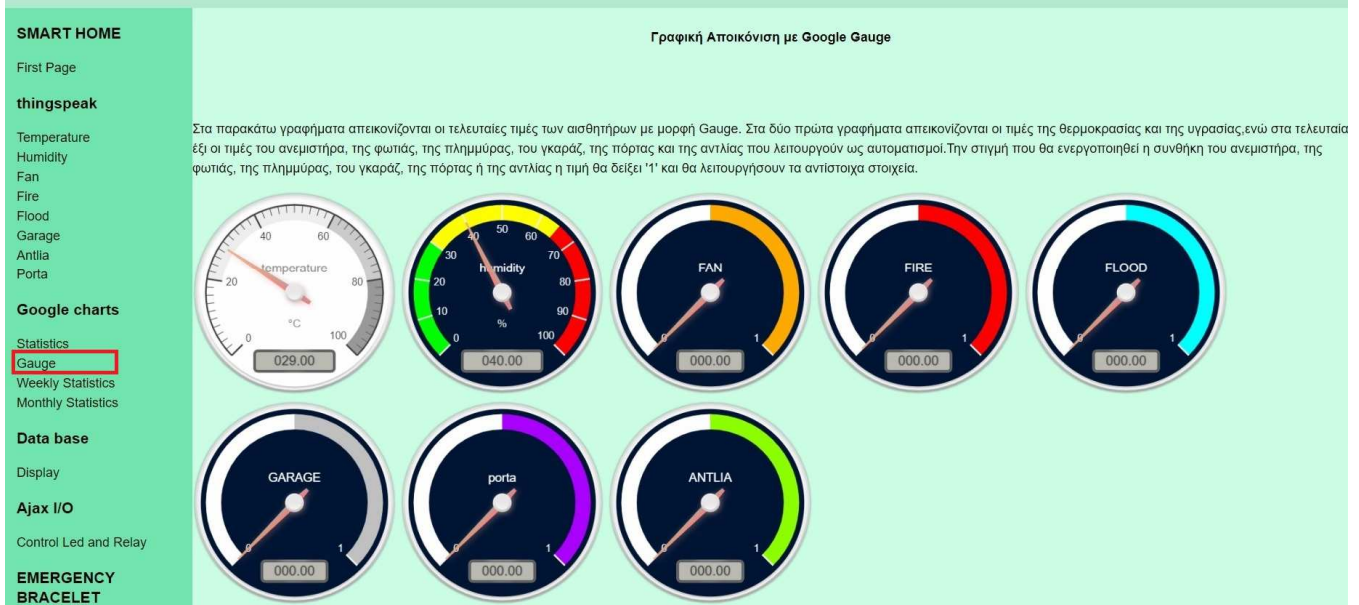 SMART HOME
First Page
thingspeak
Temperature
Humidity
Fan
Fire
Flood
Garage
Antlia
Porta
Google charts
Statistics
Gauge
Weekly Statistics
Monthly Statistics
Data base
Display
Ajax I/O
Control Led and Relay
EMERGENCY
BRACELET
Γραφική Αποικόνιση με Google Gauge
Στα παρακάτω γραφήματα απεικονίζονται οι τελευταίες τιμές των αισθητήρων με μορφή Gauge. Στα δύο πρώτα γραφήματα απεικονίζονται οι τιμές της θερμοκρασίας και της υγρασίας,ενώ στα τελευταία
έξι οι τιμές του ανεμιστήρα, της φωτιάς, της πλημμύρας, του γκαράζ, της πόρτας και της αντλίας που λειτουργούν ως αυτοματισμοί.Την στιγμή που θα ενεργοποιηθεί η συνθήκη του ανεμιστήρα, της
φωτιάς, της πλημμύρας, του γκαράζ, της πόρτας ή της αντλίας η τιμή θα δείξει '1' και θα λειτουργήσουν τα αντίστοιχα στοιχεία.
0 20 40 60 80 100
temperature
°C
029.00
0 10 20 30 40 50 60 70 80 90 100
humidity
%
040.00
FAN
0 1
000.00
FIRE
0 1
000.00
FLOOD
0 1
000.00
GARAGE
0 1
000.00
porta
0 1
000.00
ANTLIA
0 1
000.00